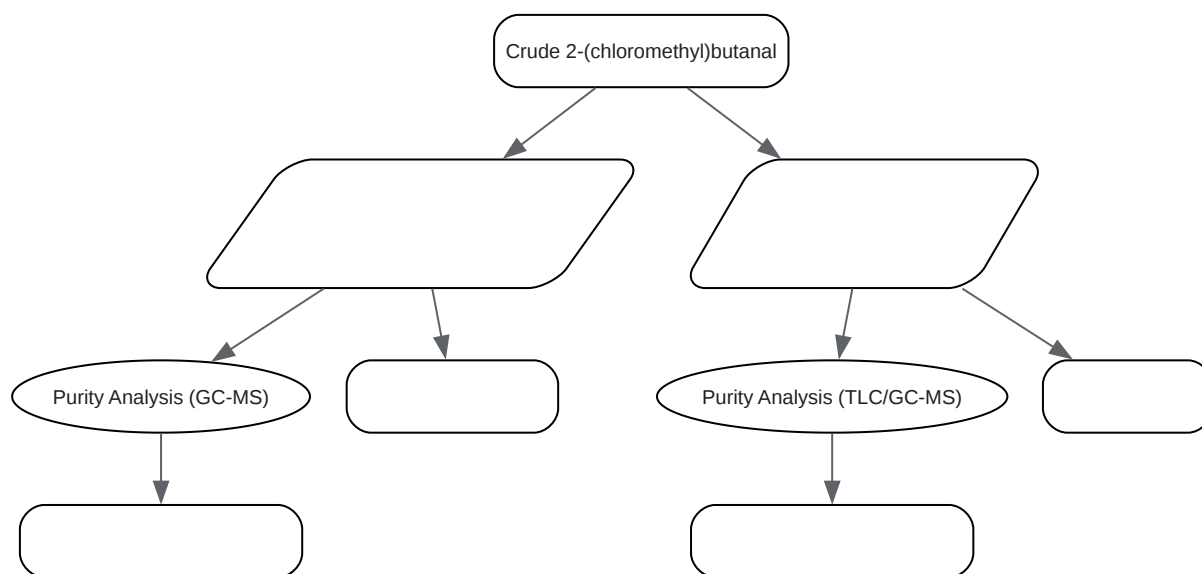 Crude 2-(chloromethyl)butanal
Purity Analysis (GC-MS)
Purity Analysis (TLC/GC-MS)